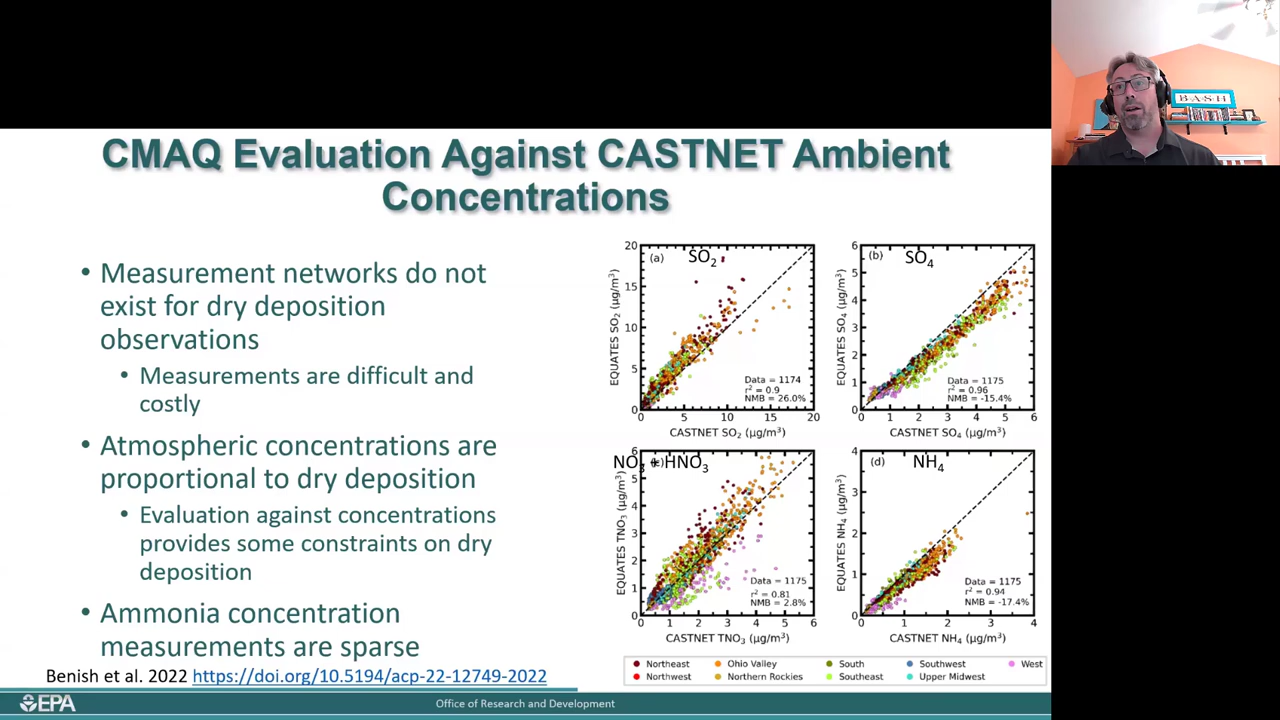 CMAQ Evaluation Against CASTNET Ambient
Concentrations
• Measurement networks do not
exist for dry deposition
observations
• Measurements are difficult and
costly
• Atmospheric concentrations are
proportional to dry deposition
• Evaluation against concentrations
provides some constraints on dry
deposition
• Ammonia concentration
measurements are sparse
Benish et al. 2022 https://doi.org/10.5194/acp-22-12749-2022
(a) SO2
EQUATES SO2 (μg/m³)
20
15
10
5
0
Data = 1174
r² = 0.9
NMB = 26.0%
0 5 10 15 20
CASTNET SO2 (μg/m³)
(b) SO4
EQUATES SO4 (μg/m³)
6
5
4
3
2
1
0
Data = 1175
r² = 0.96
NMB = -15.4%
0 1 2 3 4 5 6
CASTNET SO4 (μg/m³)
NO3 + HNO3
EQUATES TNO3 (μg/m³)
6
5
4
3
2
1
0
Data = 1175
r² = 0.81
NMB = 2.8%
0 1 2 3 4 5 6
CASTNET TNO3 (μg/m³)
(d) NH4
EQUATES NH4 (μg/m³)
4
3
2
1
0
Data = 1175
r² = 0.94
NMB = -17.4%
0 1 2 3 4
CASTNET NH4 (μg/m³)
Northeast Ohio Valley South Southwest West
Northwest Northern Rockies Southeast Upper Midwest
EPA
Office of Research and Development
BASH